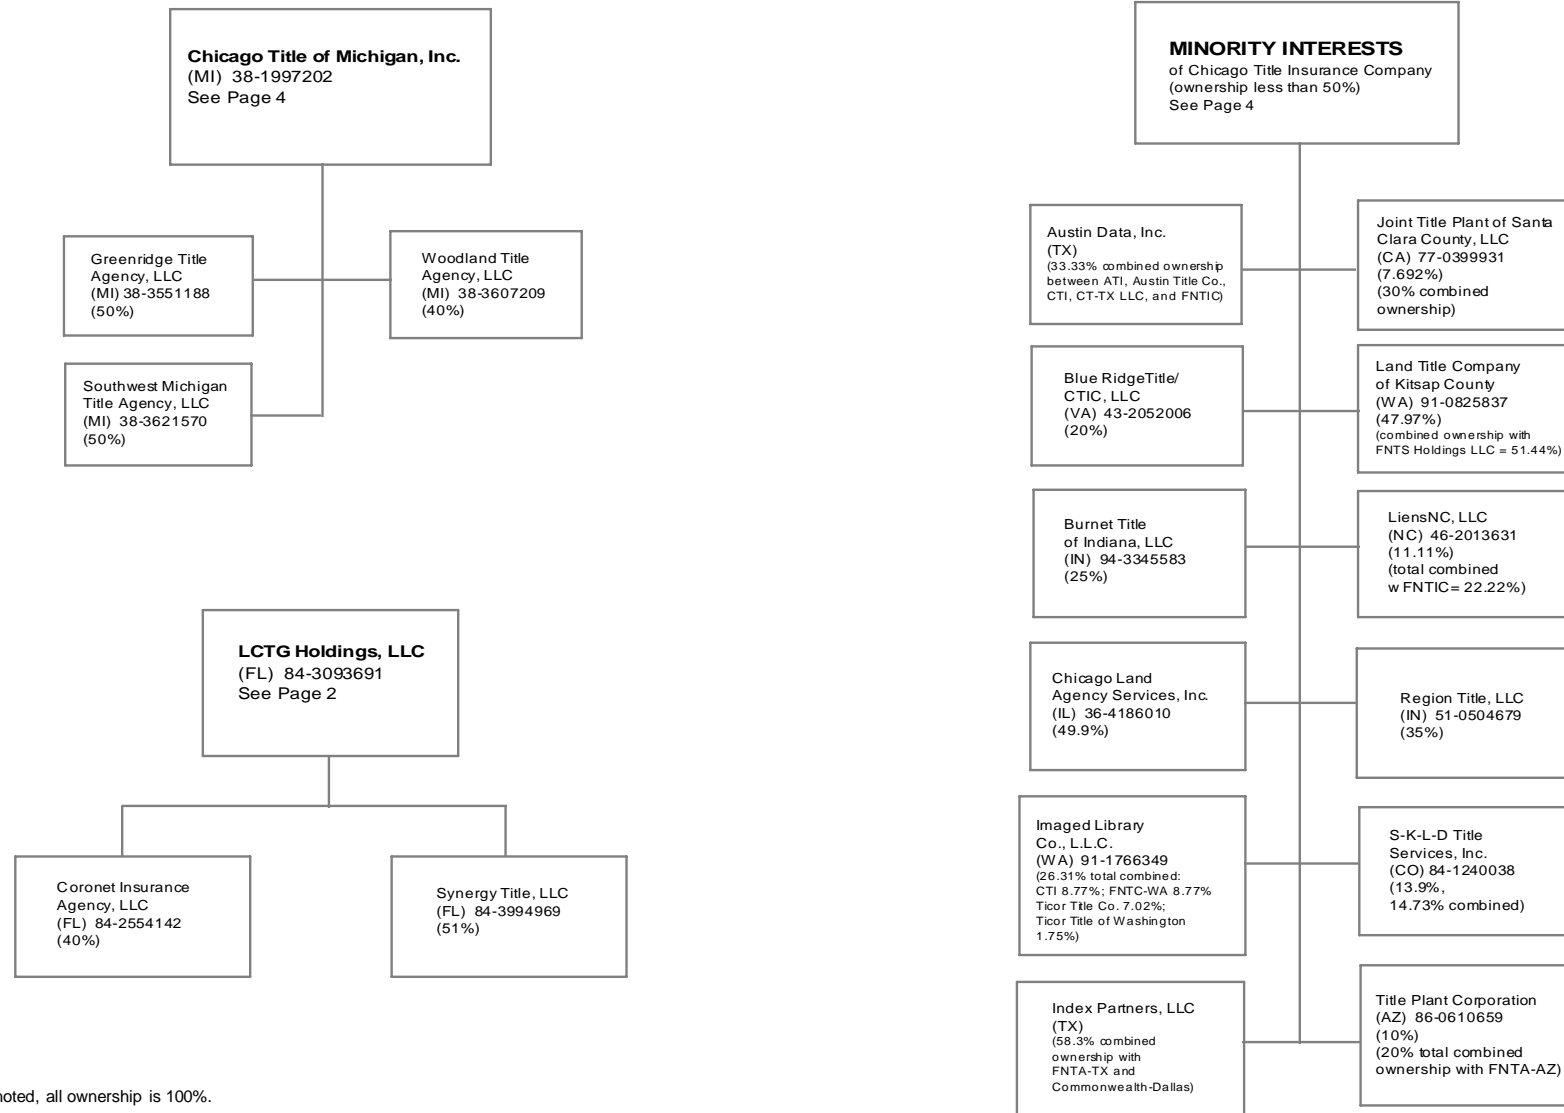 Chicago Title of Michigan, Inc.
(MI) 38-1997202
See Page 4
Greenridge Title
Agency, LLC
(MI) 38-3551188
(50%)
Woodland Title
Agency, LLC
(MI) 38-3607209
(40%)
Southwest Michigan
Title Agency, LLC
(MI) 38-3621570
(50%)
LCTG Holdings, LLC
(FL) 84-3093691
See Page 2
Coronet Insurance
Agency, LLC
(FL) 84-2554142
(40%)
Synergy Title, LLC
(FL) 84-3994969
(51%)
MINORITY INTERESTS
of Chicago Title Insurance Company
(ownership less than 50%)
See Page 4
Austin Data, Inc.
(TX)
(33.33% combined ownership
between ATI, Austin Title Co.,
CTI, CT-TX LLC, and FNTIC)
Joint Title Plant of Santa
Clara County, LLC
(CA) 77-0399931
(7.692%)
(30% combined
ownership)
Blue RidgeTitle/
CTIC, LLC
(VA) 43-2052006
(20%)
Land Title Company
of Kitsap County
(WA) 91-0825837
(47.97%)
(combined ownership with
FNTS Holdings LLC = 51.44%)
Burnet Title
of Indiana, LLC
(IN) 94-3345583
(25%)
LiensNC, LLC
(NC) 46-2013631
(11.11%)
(total combined
w FNTIC= 22.22%)
Chicago Land
Agency Services, Inc.
(IL) 36-4186010
(49.9%)
Region Title, LLC
(IN) 51-0504679
(35%)
Imaged Library
Co., L.L.C.
(WA) 91-1766349
(26.31% total combined:
CTI 8.77%; FNTC-WA 8.77%
Ticor Title Co. 7.02%;
Ticor Title of Washington
1.75%)
S-K-L-D Title
Services, Inc.
(CO) 84-1240038
(13.9%,
14.73% combined)
Index Partners, LLC
(TX)
(58.3% combined
ownership with
FNTA-TX and
Commonwealth-Dallas)
Title Plant Corporation
(AZ) 86-0610659
(10%)
(20% total combined
ownership with FNTA-AZ)
noted, all ownership is 100%.